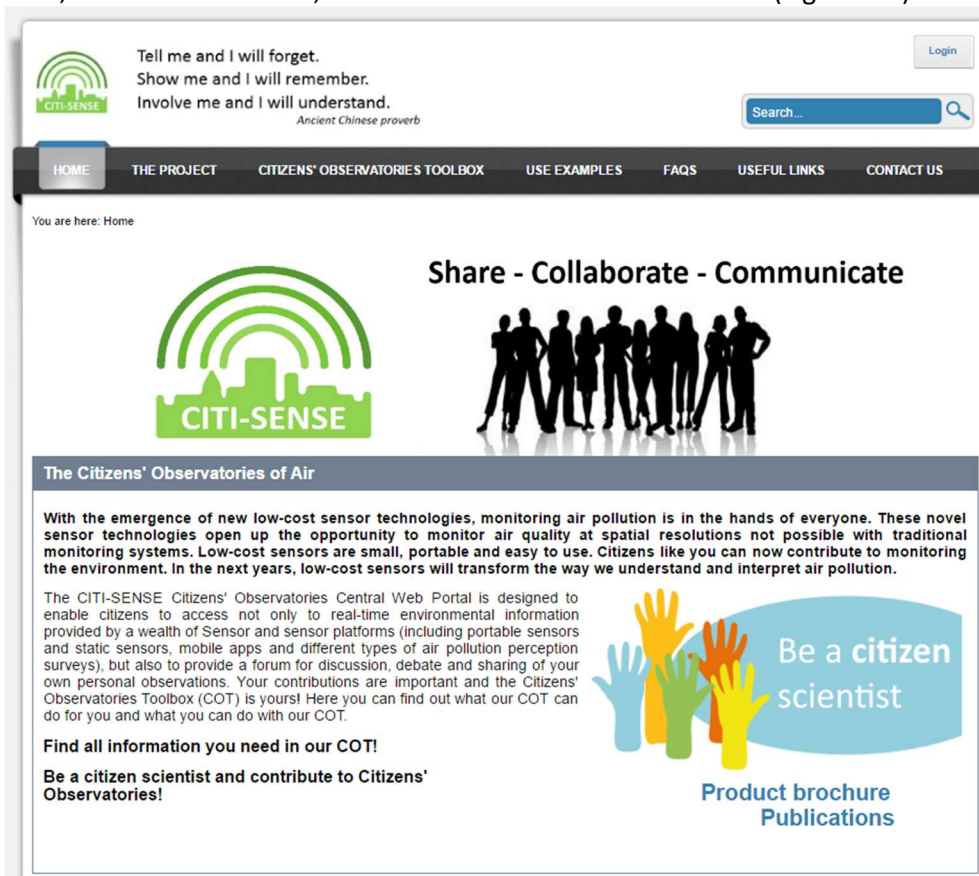 Tell me and I will forget.
Show me and I will remember.
Involve me and I will understand.
Ancient Chinese proverb
CITI-SENSE
Login
Search...
HOME THE PROJECT CITIZENS' OBSERVATORIES TOOLBOX USE EXAMPLES FAQS USEFUL LINKS CONTACT US
You are here: Home
Share - Collaborate - Communicate
CITI-SENSE
The Citizens' Observatories of Air
With the emergence of new low-cost sensor technologies, monitoring air pollution is in the hands of everyone. These novel
sensor technologies open up the opportunity to monitor air quality at spatial resolutions not possible with traditional
monitoring systems. Low-cost sensors are small, portable and easy to use. Citizens like you can now contribute to monitoring
the environment. In the next years, low-cost sensors will transform the way we understand and interpret air pollution.
The CITI-SENSE Citizens' Observatories Central Web Portal is designed to
enable citizens to access not only to real-time environmental information
provided by a wealth of Sensor and sensor platforms (including portable sensors
and static sensors, mobile apps and different types of air pollution perception
surveys), but also to provide a forum for discussion, debate and sharing of your
own personal observations. Your contributions are important and the Citizens'
Observatories Toolbox (COT) is yours! Here you can find out what our COT can
do for you and what you can do with our COT.
Find all information you need in our COT!
Be a citizen scientist and contribute to Citizens'
Observatories!
Be a citizen
scientist
Product brochure
Publications